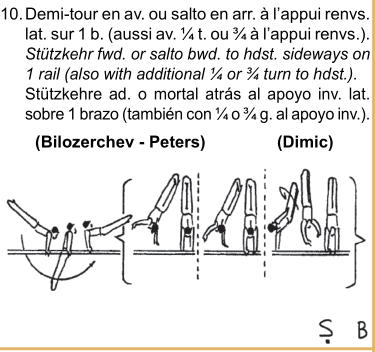 10. Demi-tour en av. ou salto en arr. à l'appui renvs.
lat. sur 1 b. (aussi av. ¼ t. ou ¾ à l'appui renvs.).
Stützkehre fwd. or salto bwd. to hdst. sideways on
1 rail (also with additional ¼ or ¾ turn to hdst.).
Stützkehre ad. o mortal atrás al apoyo inv. lat.
sobre 1 brazo (también con ¼ o ¾ g. al apoyo inv.).
(Bilozerchev - Peters) (Dimic)
Ṣ B